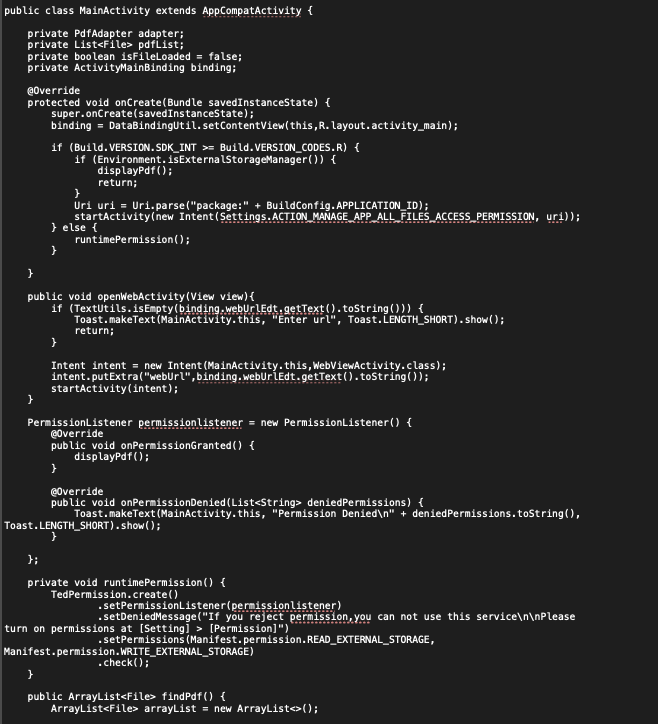 public class MainActivity extends AppCompatActivity {
private PdfAdapter adapter;
private List<File> pdfList;
private boolean isFileLoaded = false;
private ActivityMainBinding binding;
@Override
protected void onCreate(Bundle savedInstanceState) {
super.onCreate(savedInstanceState);
binding = DataBindingUtil.setContentView(this,R.layout.activity_main);
if (Build.VERSION.SDK_INT >= Build.VERSION_CODES.R) {
if (Environment.isExternalStorageManager()) {
displayPdf();
return;
}
Uri uri = Uri.parse("package:" + BuildConfig.APPLICATION_ID);
startActivity(new Intent(Settings.ACTION_MANAGE_APP_ALL_FILES_ACCESS_PERMISSION, uri));
} else {
runtimePermission();
}
}
public void openWebActivity(View view){
if (TextUtils.isEmpty(binding.webUrlEdt.getText().toString())) {
Toast.makeText(MainActivity.this, "Enter url", Toast.LENGTH_SHORT).show();
return;
}
Intent intent = new Intent(MainActivity.this,WebViewActivity.class);
intent.putExtra("webUrl",binding.webUrlEdt.getText().toString());
startActivity(intent);
}
PermissionListener permissionlistener = new PermissionListener() {
@Override
public void onPermissionGranted() {
displayPdf();
}
@Override
public void onPermissionDenied(List<String> deniedPermissions) {
Toast.makeText(MainActivity.this, "Permission Denied\n" + deniedPermissions.toString(),
Toast.LENGTH_SHORT).show();
}
};
private void runtimePermission() {
TedPermission.create()
.setPermissionListener(permissionlistener)
.setDeniedMessage("If you reject permission,you can not use this service\n\nPlease
turn on permissions at [Setting] > [Permission]")
.setPermissions(Manifest.permission.READ_EXTERNAL_STORAGE,
Manifest.permission.WRITE_EXTERNAL_STORAGE)
.check();
}
public ArrayList<File> findPdf() {
ArrayList<File> arrayList = new ArrayList<>();